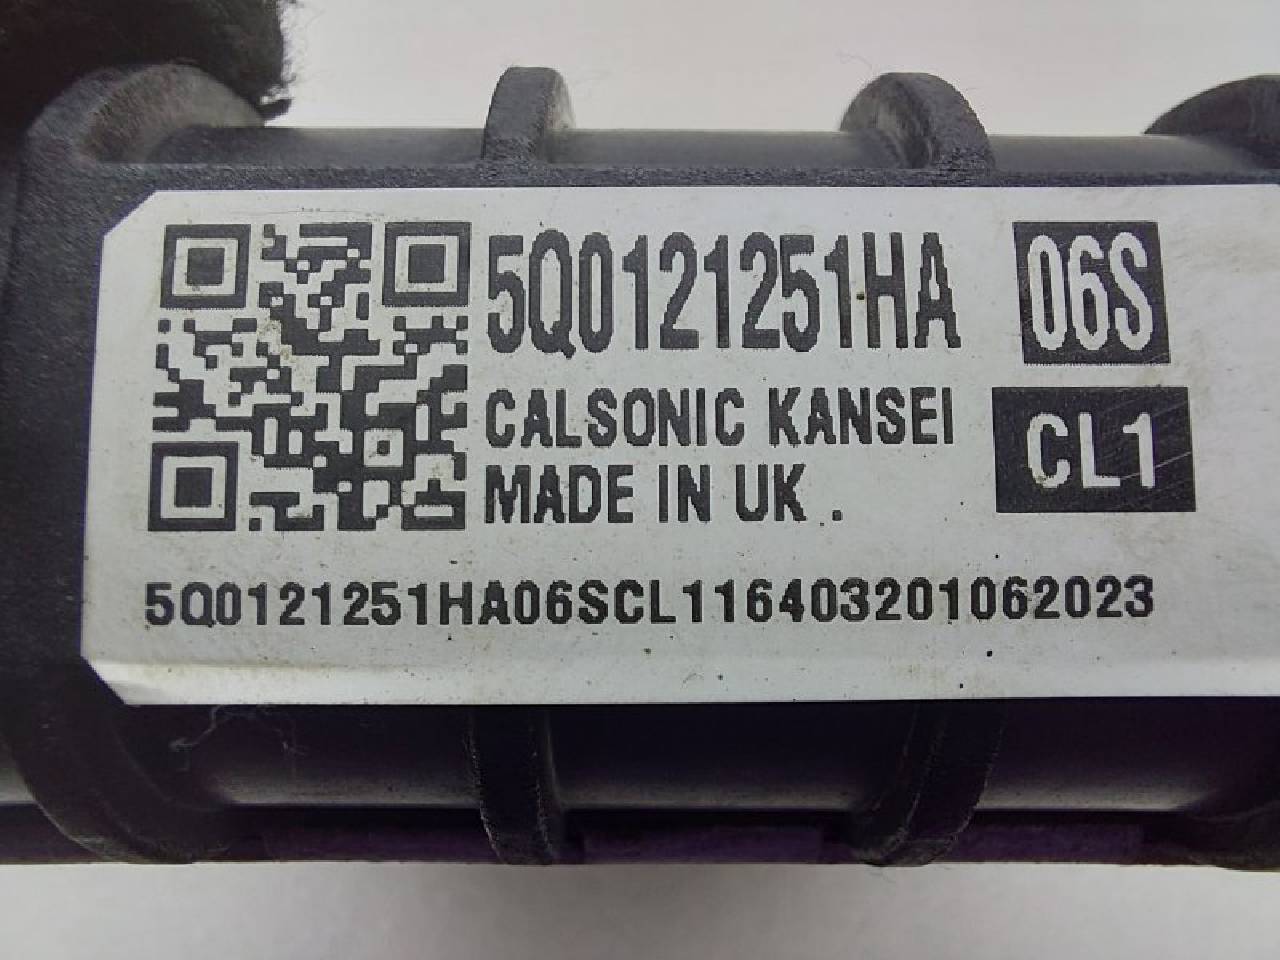 5Q0121251HA 06S
CALSONIC KANSEI CL1
MADE IN UK .
5Q0121251HA06SCL116403201062023